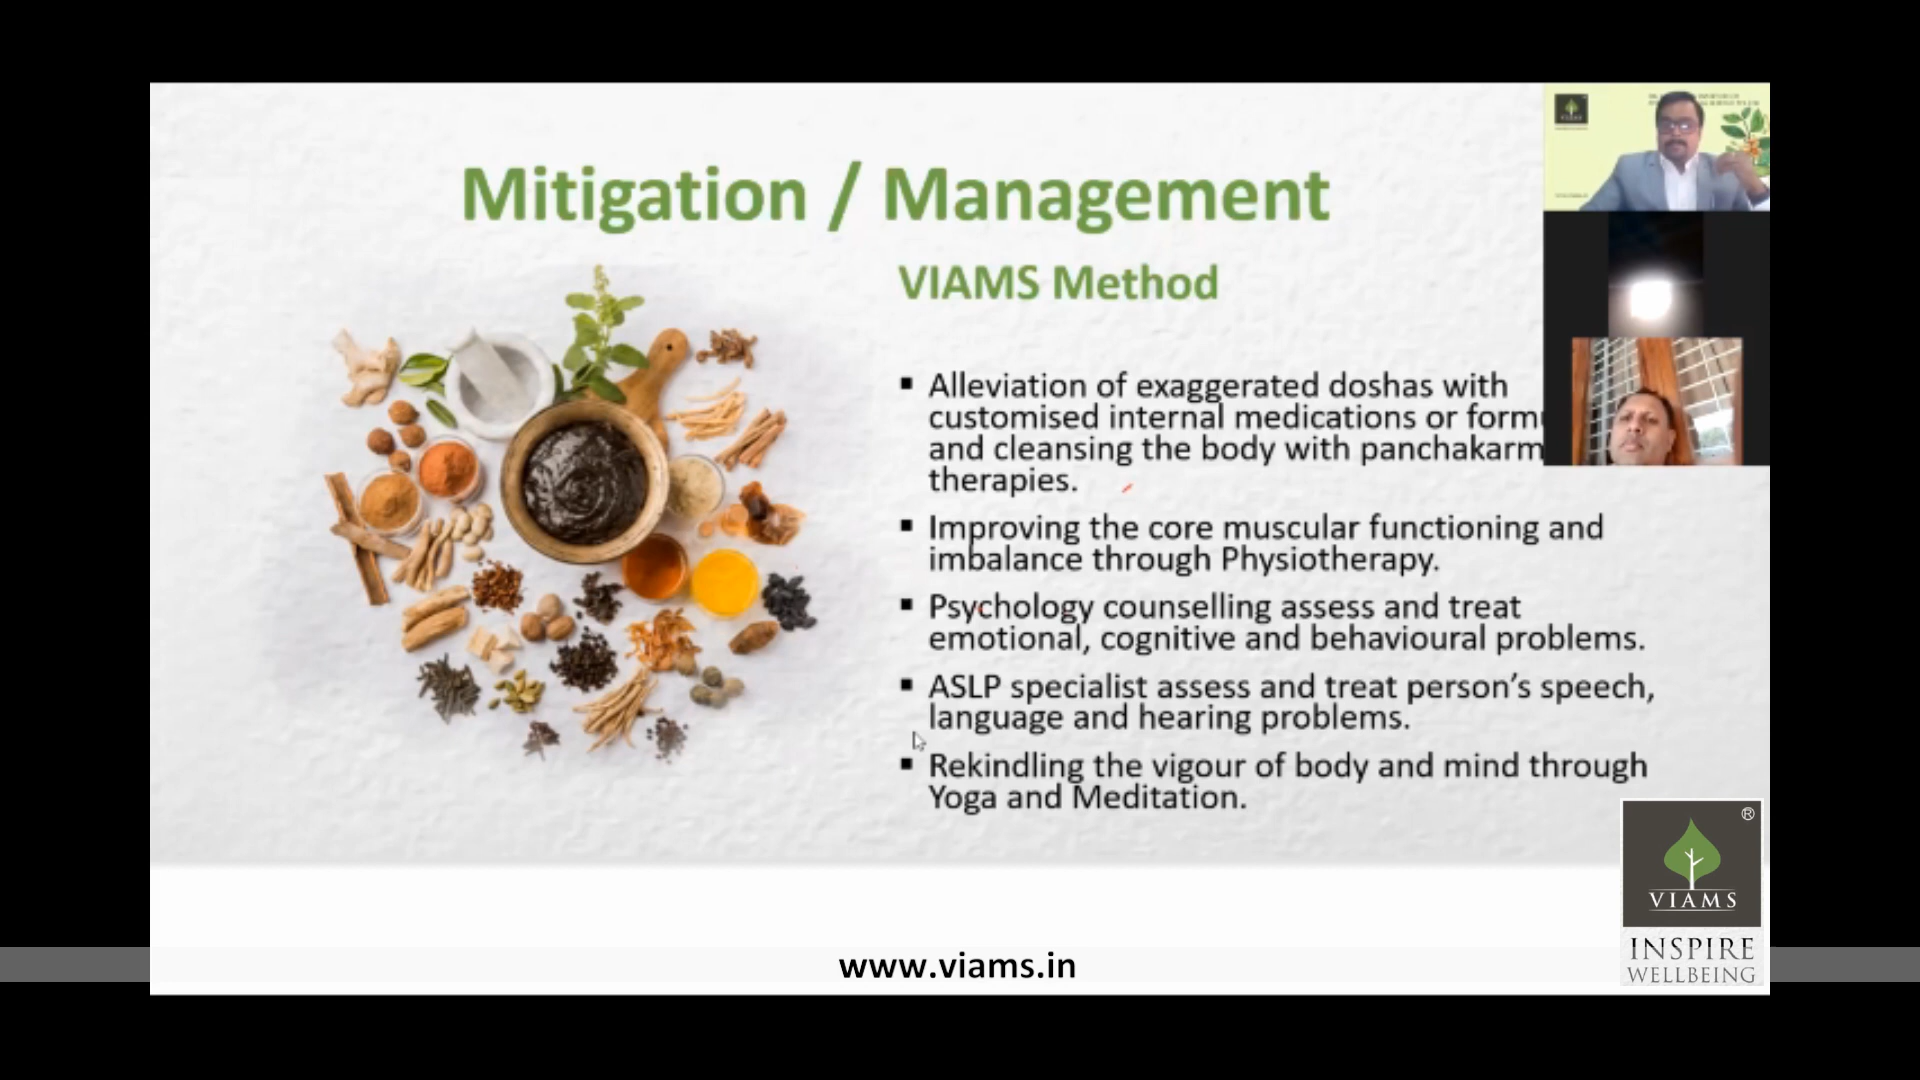 Mitigation / Management
VIAMS Method
▪ Alleviation of exaggerated doshas with
customised internal medications or
and cleansing the body with
therapies.
▪ Improving the core muscular functioning and
imbalance through Physiotherapy.
▪ Psychology counselling assess and treat
emotional, cognitive and behavioural problems.
▪ ASLP specialist assess and treat person’s speech,
language and hearing problems.
▪ Rekindling the vigour of body and mind through
Yoga and Meditation.
®
VIAMS
INSPIRE
WELLBEING
www.viams.in